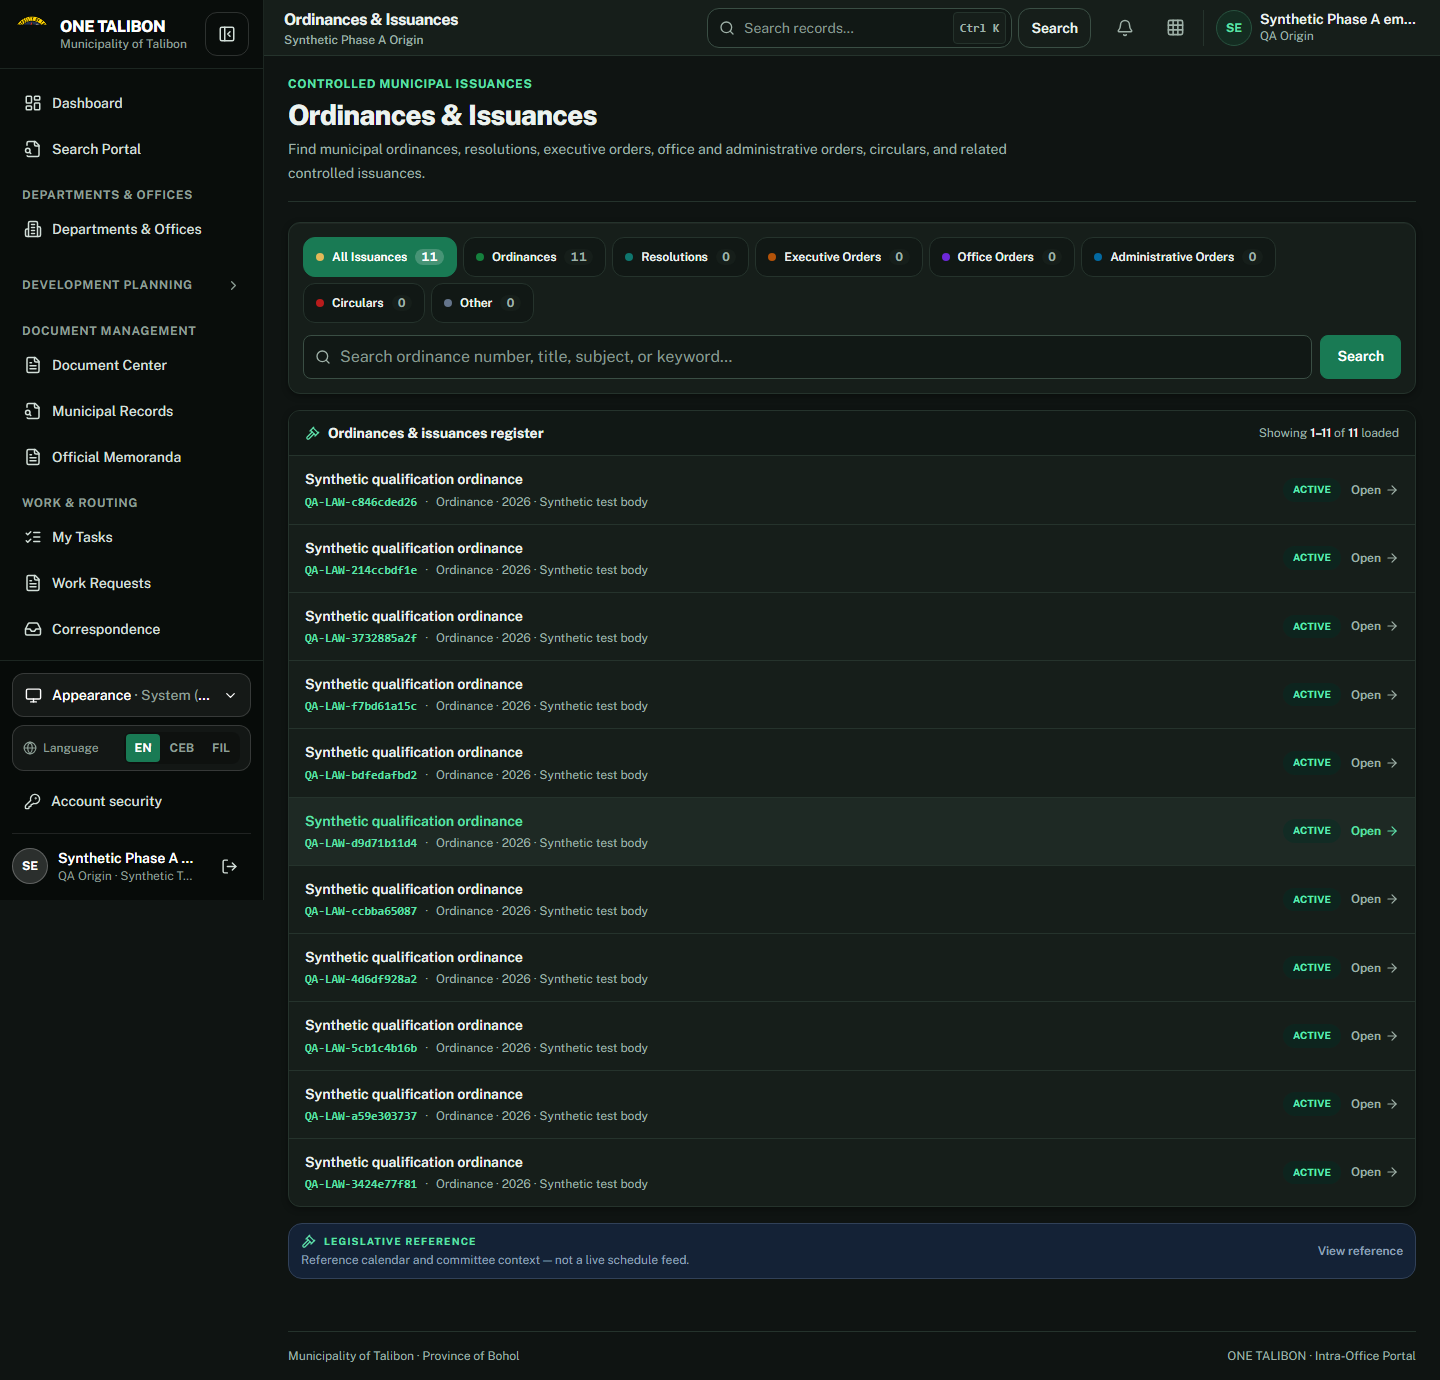 ONE TALIBON
Municipality of Talibon
Dashboard
Search Portal
DEPARTMENTS & OFFICES
Departments & Offices
DEVELOPMENT PLANNING
DOCUMENT MANAGEMENT
Document Center
Municipal Records
Official Memoranda
WORK & ROUTING
My Tasks
Work Requests
Correspondence
Appearance · System (...
Language EN CEB FIL
Account security
SE Synthetic Phase A ...
QA Origin · Synthetic T...
Ordinances & Issuances
Synthetic Phase A Origin
Search records... Ctrl K Search
SE Synthetic Phase A em...
QA Origin
CONTROLLED MUNICIPAL ISSUANCES
Ordinances & Issuances
Find municipal ordinances, resolutions, executive orders, office and administrative orders, circulars, and related
controlled issuances.
All Issuances 11 Ordinances 11 Resolutions 0 Executive Orders 0 Office Orders 0 Administrative Orders 0
Circulars 0 Other 0
Search ordinance number, title, subject, or keyword... Search
Ordinances & issuances register Showing 1–11 of 11 loaded
Synthetic qualification ordinance
QA-LAW-c846cded26 · Ordinance · 2026 · Synthetic test body ACTIVE Open →
Synthetic qualification ordinance
QA-LAW-214ccbdf1e · Ordinance · 2026 · Synthetic test body ACTIVE Open →
Synthetic qualification ordinance
QA-LAW-3732885a2f · Ordinance · 2026 · Synthetic test body ACTIVE Open →
Synthetic qualification ordinance
QA-LAW-f7bd61a15c · Ordinance · 2026 · Synthetic test body ACTIVE Open →
Synthetic qualification ordinance
QA-LAW-bdfedafbd2 · Ordinance · 2026 · Synthetic test body ACTIVE Open →
Synthetic qualification ordinance
QA-LAW-d9d71b11d4 · Ordinance · 2026 · Synthetic test body ACTIVE Open →
Synthetic qualification ordinance
QA-LAW-ccbba65087 · Ordinance · 2026 · Synthetic test body ACTIVE Open →
Synthetic qualification ordinance
QA-LAW-4d6df928a2 · Ordinance · 2026 · Synthetic test body ACTIVE Open →
Synthetic qualification ordinance
QA-LAW-5cb1c4b16b · Ordinance · 2026 · Synthetic test body ACTIVE Open →
Synthetic qualification ordinance
QA-LAW-a59e303737 · Ordinance · 2026 · Synthetic test body ACTIVE Open →
Synthetic qualification ordinance
QA-LAW-3424e77f81 · Ordinance · 2026 · Synthetic test body ACTIVE Open →
LEGISLATIVE REFERENCE
Reference calendar and committee context — not a live schedule feed. View reference
Municipality of Talibon · Province of Bohol ONE TALIBON · Intra-Office Portal